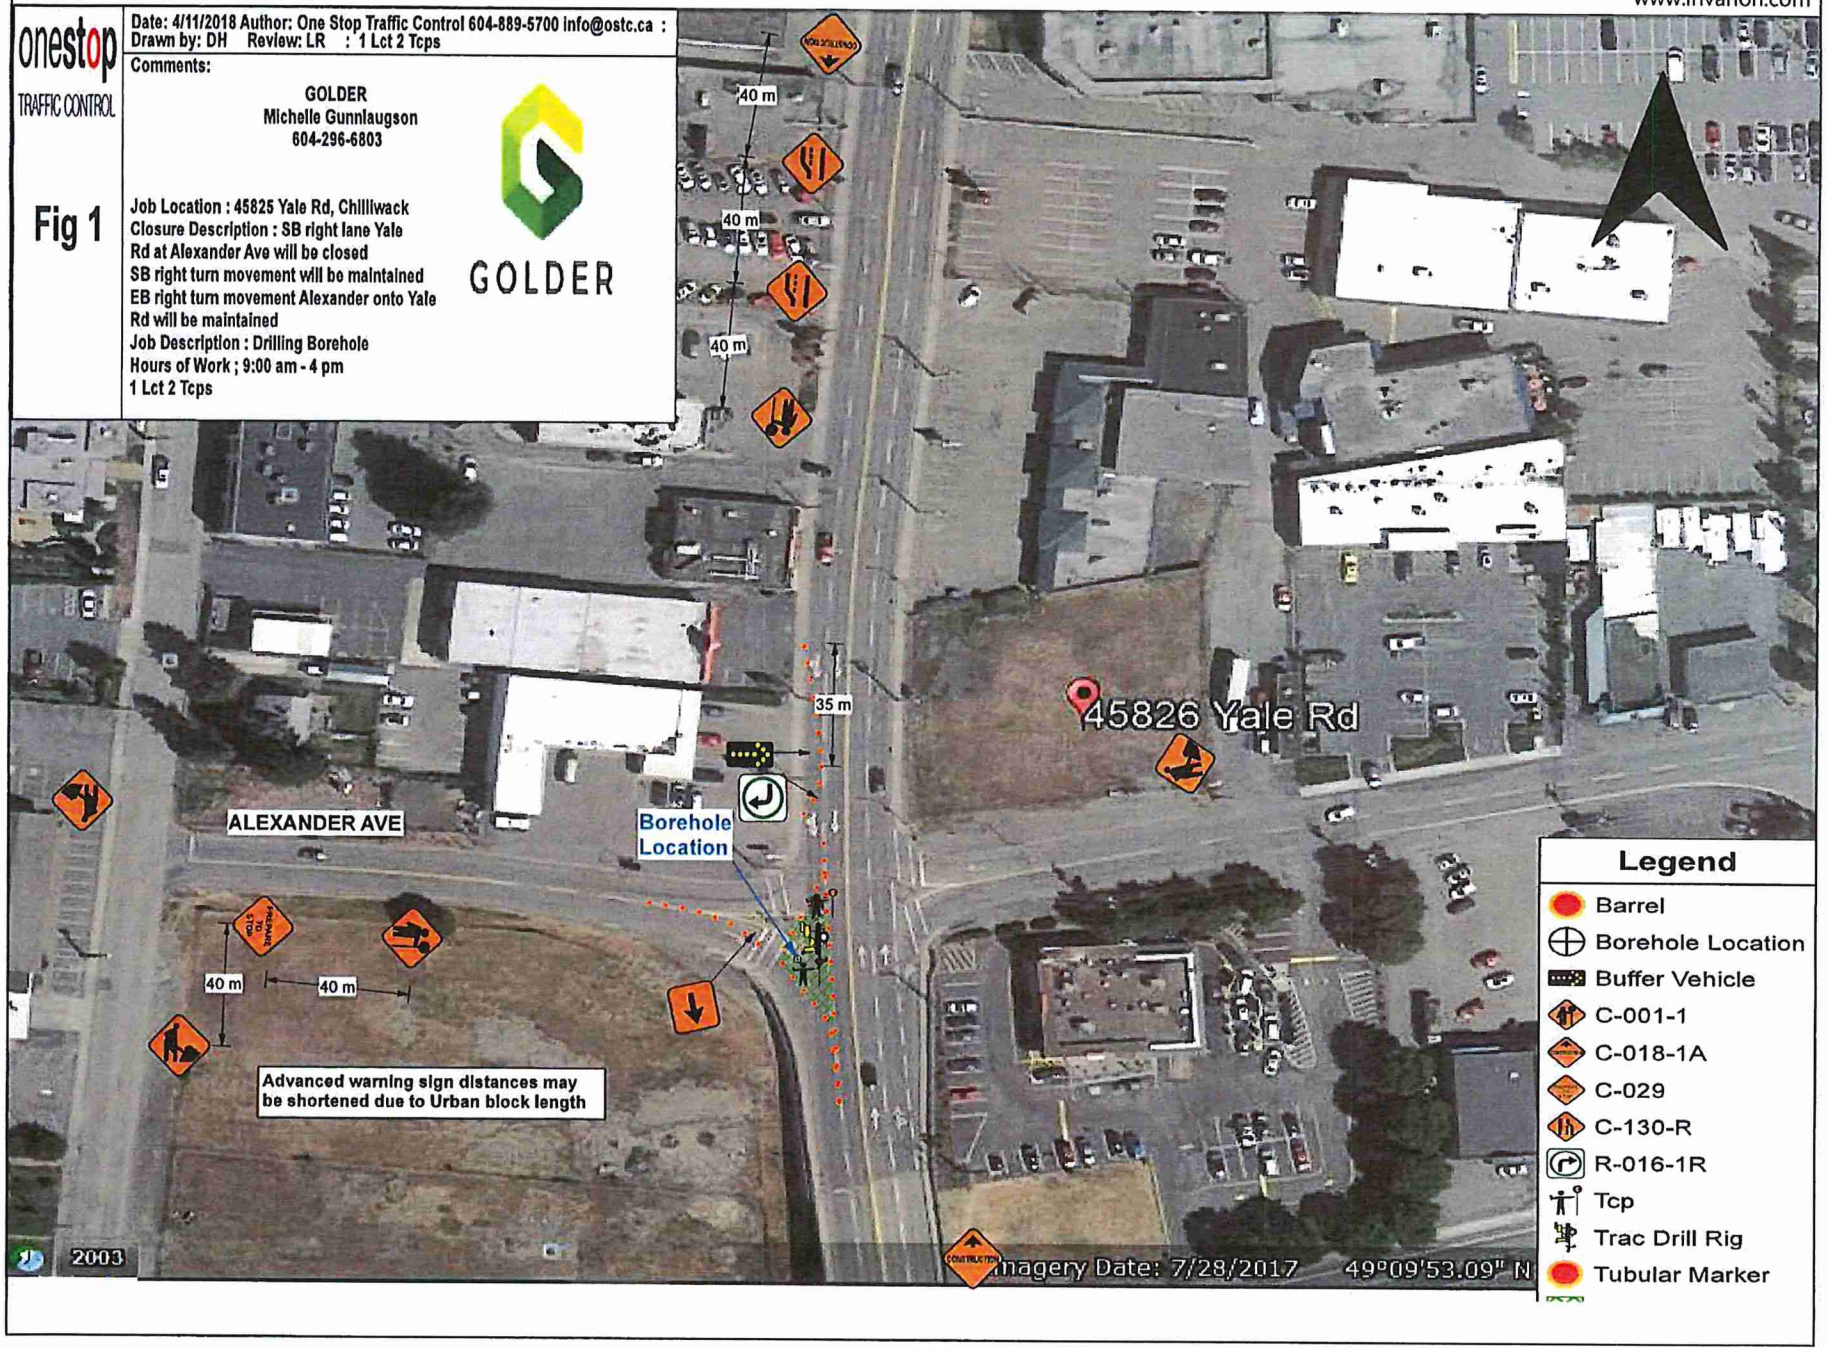 www.invarion.com
onestop
TRAFFIC CONTROL
Fig 1
Date: 4/11/2018 Author: One Stop Traffic Control 604-889-5700 info@ostc.ca :
Drawn by: DH Review: LR : 1 Lct 2 Tcps
Comments:
GOLDER
Michelle Gunnlaugson
604-296-6803
Job Location : 45825 Yale Rd, Chilliwack
Closure Description : SB right lane Yale
Rd at Alexander Ave will be closed
SB right turn movement will be maintained
EB right turn movement Alexander onto Yale
Rd will be maintained
Job Description : Drilling Borehole
Hours of Work ; 9:00 am - 4 pm
1 Lct 2 Tcps
GOLDER
CONSTRUCTION
40 m
40 m
40 m
35 m
45826 Yale Rd
ALEXANDER AVE
Borehole
Location
PREPARE
TO
STOP
40 m
40 m
Advanced warning sign distances may
be shortened due to Urban block length
Legend
Barrel
Borehole Location
Buffer Vehicle
C-001-1
C-018-1A
C-029
C-130-R
R-016-1R
Tcp
Trac Drill Rig
Tubular Marker
2003
CONSTRUCTION
magery Date: 7/28/2017 49°09'53.09" N